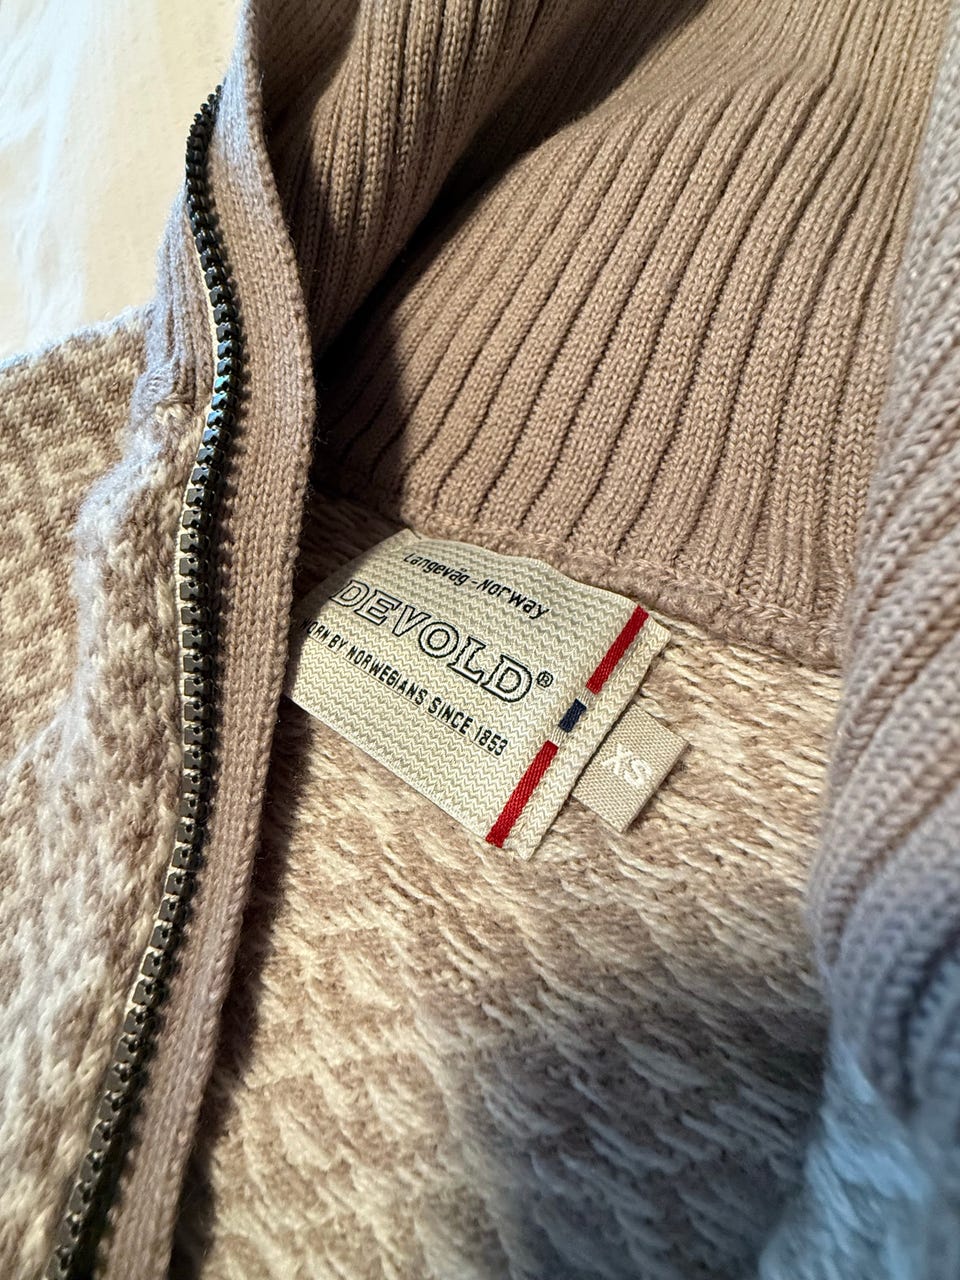 Langevåg-Norway
DEVOLD®
WORN BY NORWEGIANS SINCE 1853
XS